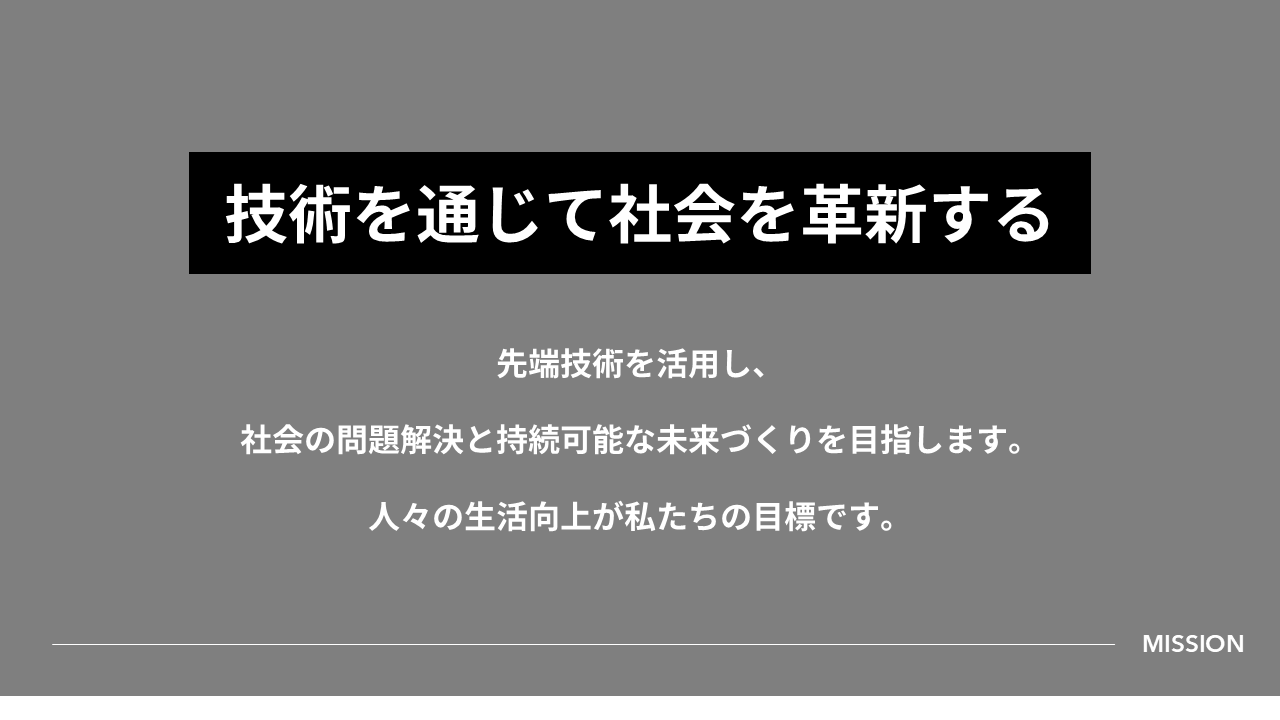 技術を通じて社会を革新する
先端技術を活用し、
社会の問題解決と持続可能な未来づくりを目指します。
人々の生活向上が私たちの目標です。
MISSION